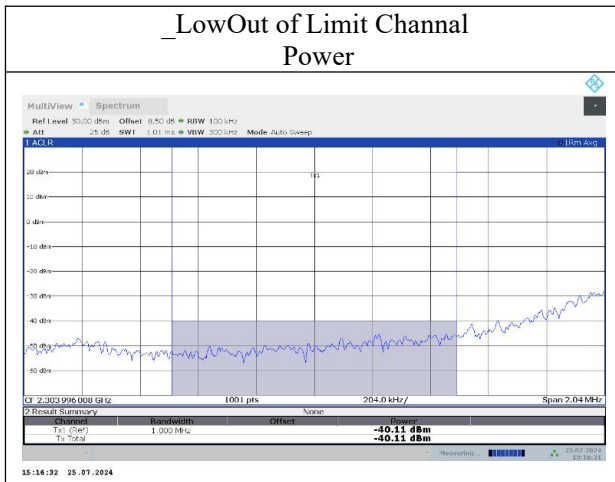 _LowOut of Limit Channal
Power
MultiView Spectrum
Ref Level 30.00 dBm Offset 8.50 dB RBW 100 kHz
Att 25 dB SWT 1.01 ms VBW 300 kHz Mode Auto Sweep
1 ACLR 1Rm Avg
20 dBm
Tx1
10 dBm
0 dBm
-10 dBm
-20 dBm
-30 dBm
-40 dBm
-50 dBm
-60 dBm
CF 2.303996008 GHz 1001 pts 204.0 kHz/ Span 2.04 MHz
2 Result Summary None
Channel Bandwidth Offset Power
Tx1 (Ref) 1.000 MHz -40.11 dBm
Tx Total -40.11 dBm
Measuring... 25.07.2024
15:16:31
15:16:32 25.07.2024